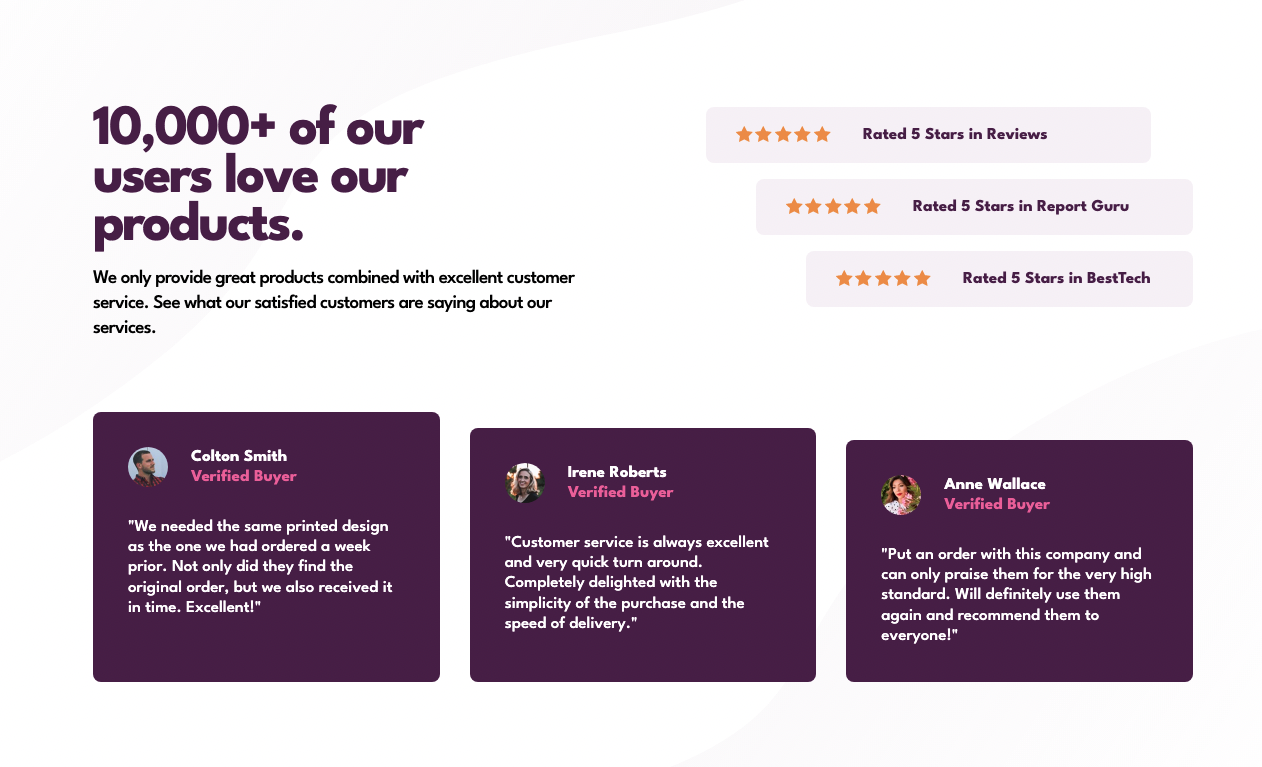 10,000+ of our
users love our
products.
We only provide great products combined with excellent customer
service. See what our satisfied customers are saying about our
services.
Rated 5 Stars in Reviews
Rated 5 Stars in Report Guru
Rated 5 Stars in BestTech
Colton Smith
Verified Buyer
"We needed the same printed design
as the one we had ordered a week
prior. Not only did they find the
original order, but we also received it
in time. Excellent!"
Irene Roberts
Verified Buyer
"Customer service is always excellent
and very quick turn around.
Completely delighted with the
simplicity of the purchase and the
speed of delivery."
Anne Wallace
Verified Buyer
"Put an order with this company and
can only praise them for the very high
standard. Will definitely use them
again and recommend them to
everyone!"